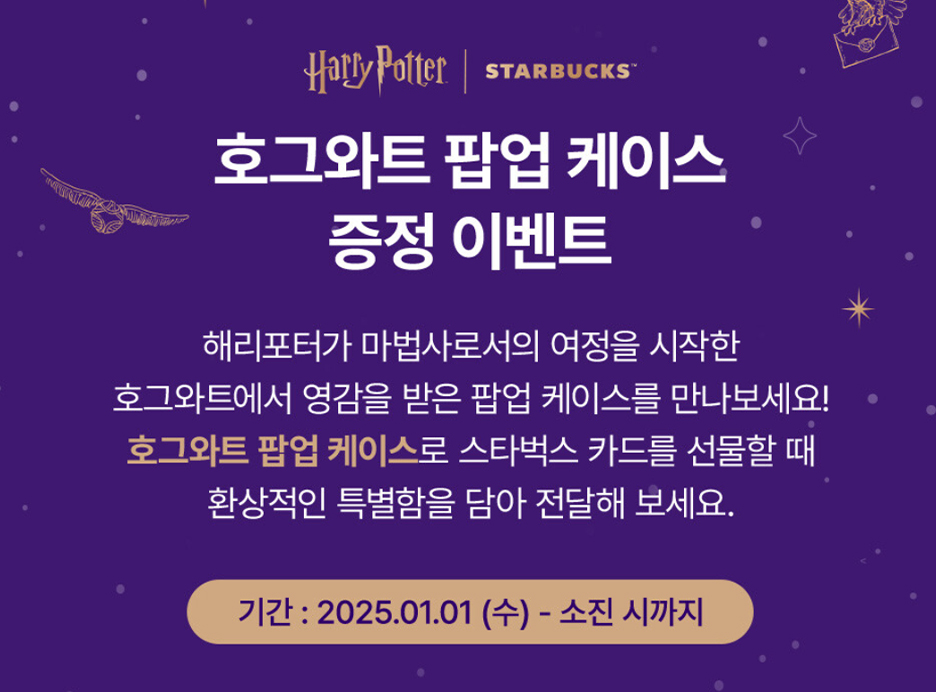 Harry Potter | STARBUCKS™
호그와트 팝업 케이스
증정 이벤트
해리포터가 마법사로서의 여정을 시작한
호그와트에서 영감을 받은 팝업 케이스를 만나보세요!
호그와트 팝업 케이스로 스타벅스 카드를 선물할 때
환상적인 특별함을 담아 전달해 보세요.
기간 : 2025.01.01 (수) - 소진 시까지